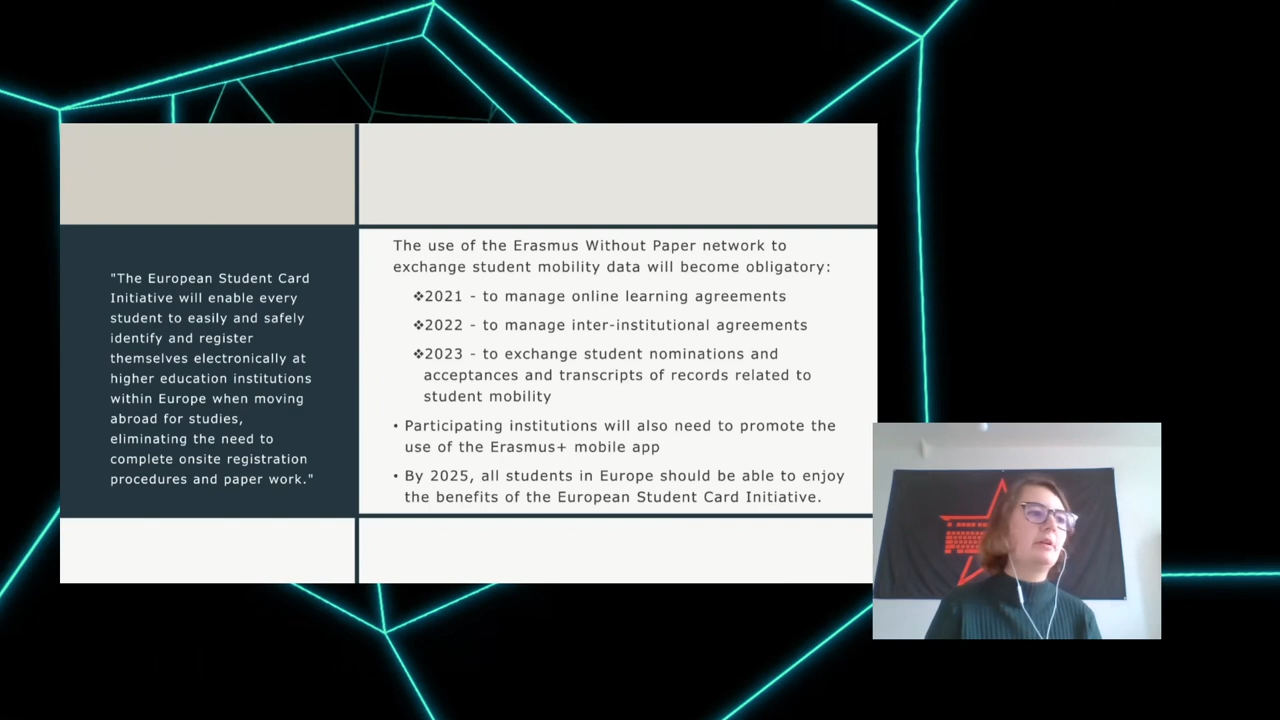 "The European Student Card
Initiative will enable every
student to easily and safely
identify and register
themselves electronically at
higher education institutions
within Europe when moving
abroad for studies,
eliminating the need to
complete onsite registration
procedures and paper work."
The use of the Erasmus Without Paper network to
exchange student mobility data will become obligatory:
❖2021 - to manage online learning agreements
❖2022 - to manage inter-institutional agreements
❖2023 - to exchange student nominations and
acceptances and transcripts of records related to
student mobility
• Participating institutions will also need to promote the
use of the Erasmus+ mobile app
• By 2025, all students in Europe should be able to enjoy
the benefits of the European Student Card Initiative.